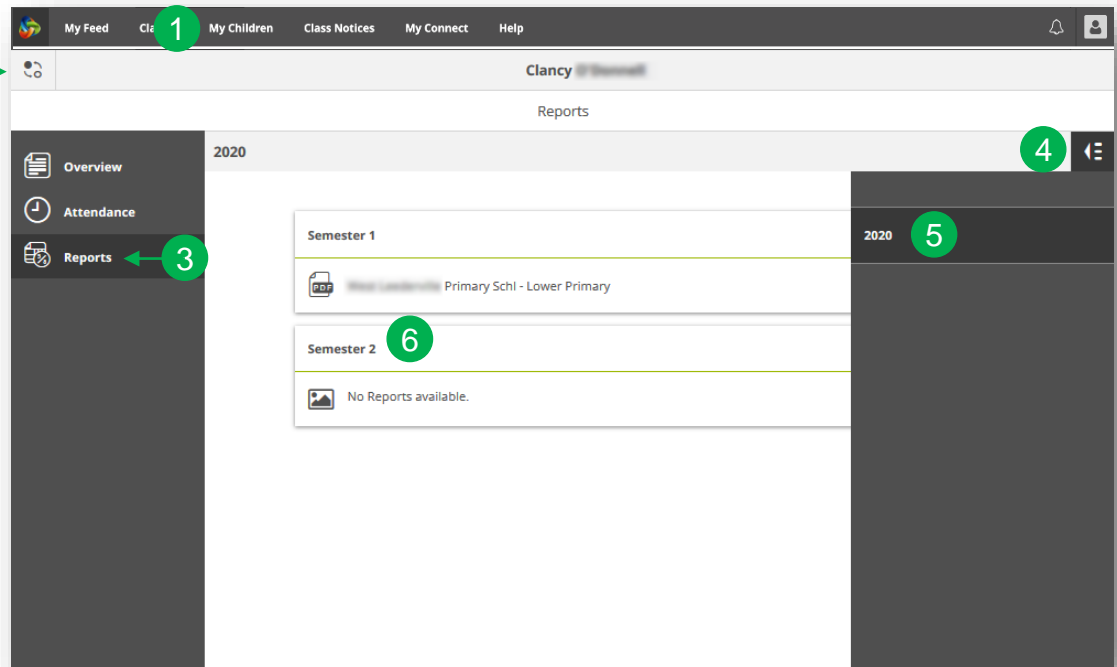 My Feed Cla 1 My Children Class Notices My Connect Help
Clancy
Reports
Overview
Attendance
Reports 3
2020 4
Semester 1
PDF Primary Schl - Lower Primary
Semester 2 6
No Reports available.
2020 5